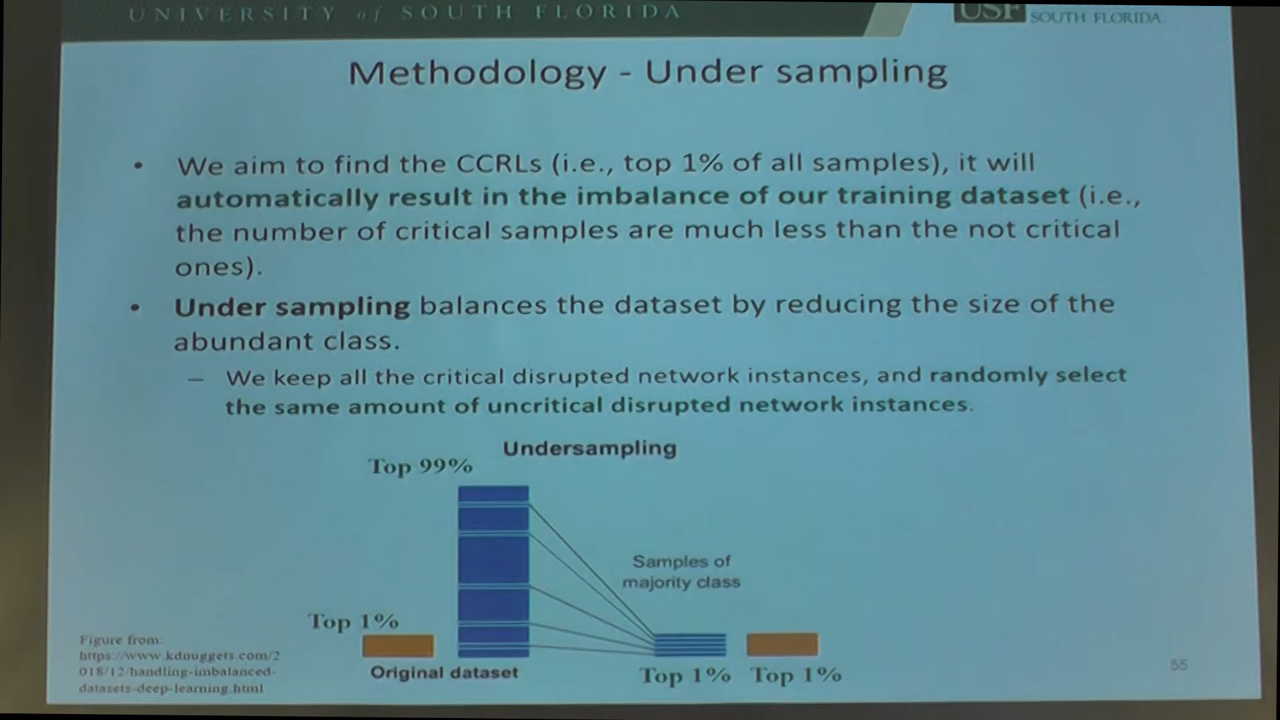 UNIVERSITY of SOUTH FLORIDA
USF SOUTH FLORIDA
Methodology - Under sampling
• We aim to find the CCRLs (i.e., top 1% of all samples), it will
automatically result in the imbalance of our training dataset (i.e.,
the number of critical samples are much less than the not critical
ones).
• Under sampling balances the dataset by reducing the size of the
abundant class.
– We keep all the critical disrupted network instances, and randomly select
the same amount of uncritical disrupted network instances.
Undersampling
Top 99%
Samples of
majority class
Top 1%
Original dataset
Top 1% Top 1%
Figure from:
https://www.kdnuggets.com/2
018/12/handling-imbalanced-
datasets-deep-learning.html
55